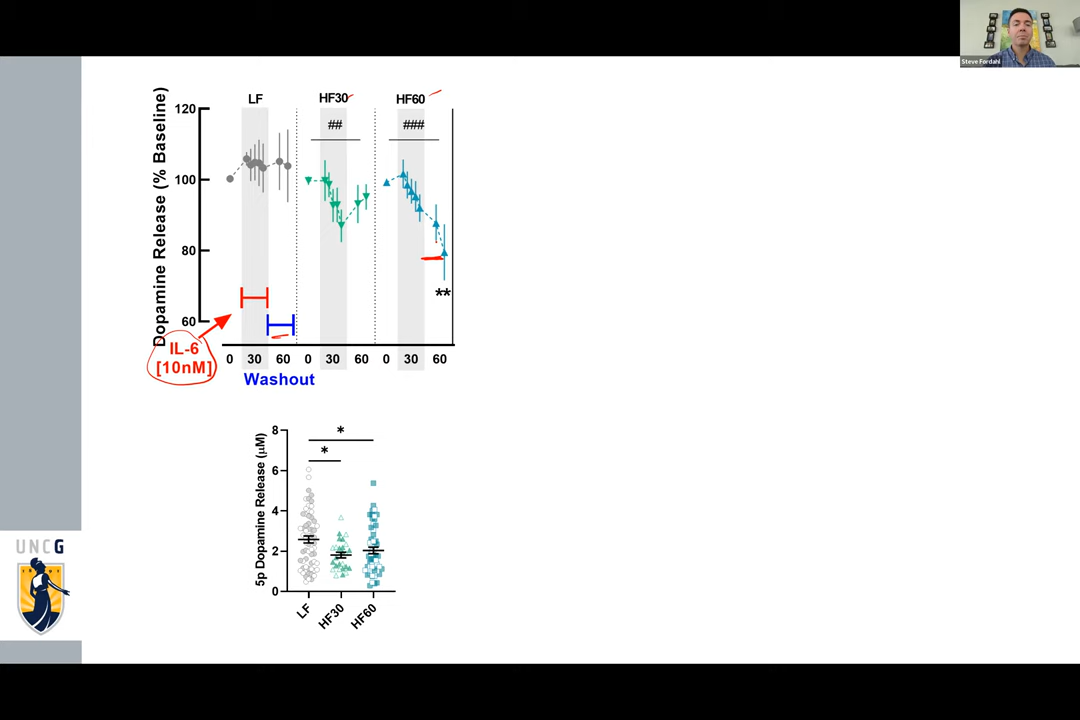 Steve Fordahl
LF
HF30
HF60
##
###
Dopamine Release (% Baseline)
120
100
80
60
**
IL-6
[10nM]
0
30
60
0
30
60
0
30
60
Washout
5p Dopamine Release (µM)
8
6
4
2
0
*
*
LF
HF30
HF60
UNCG